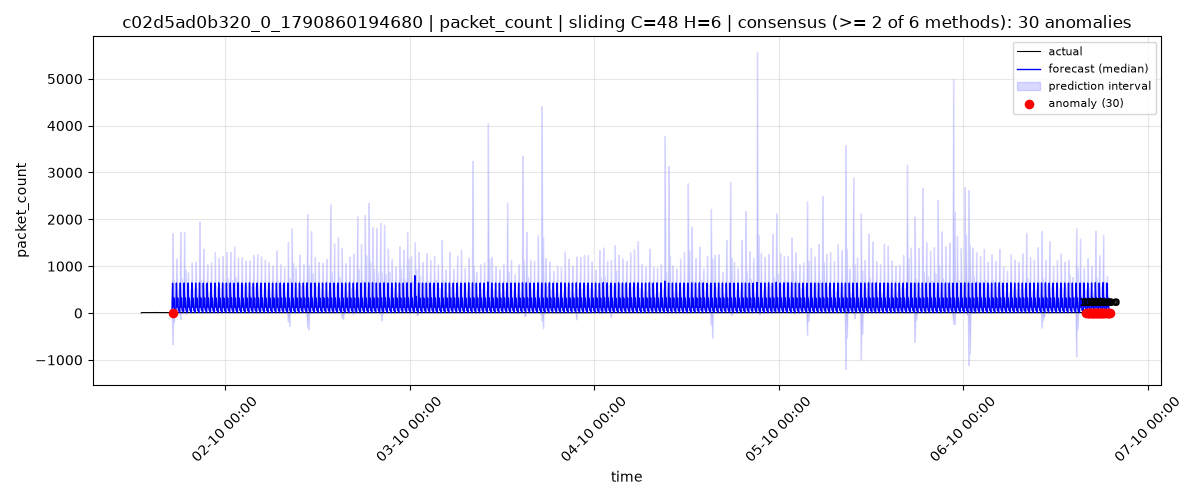 c02d5ad0b320_0_1790860194680 | packet_count | sliding C=48 H=6 | consensus (>= 2 of 6 methods): 30 anomalies
actual
forecast (median)
prediction interval
anomaly (30)
packet_count
5000
4000
3000
2000
1000
0
−1000
02-10 00:00
03-10 00:00
04-10 00:00
05-10 00:00
06-10 00:00
07-10 00:00
time